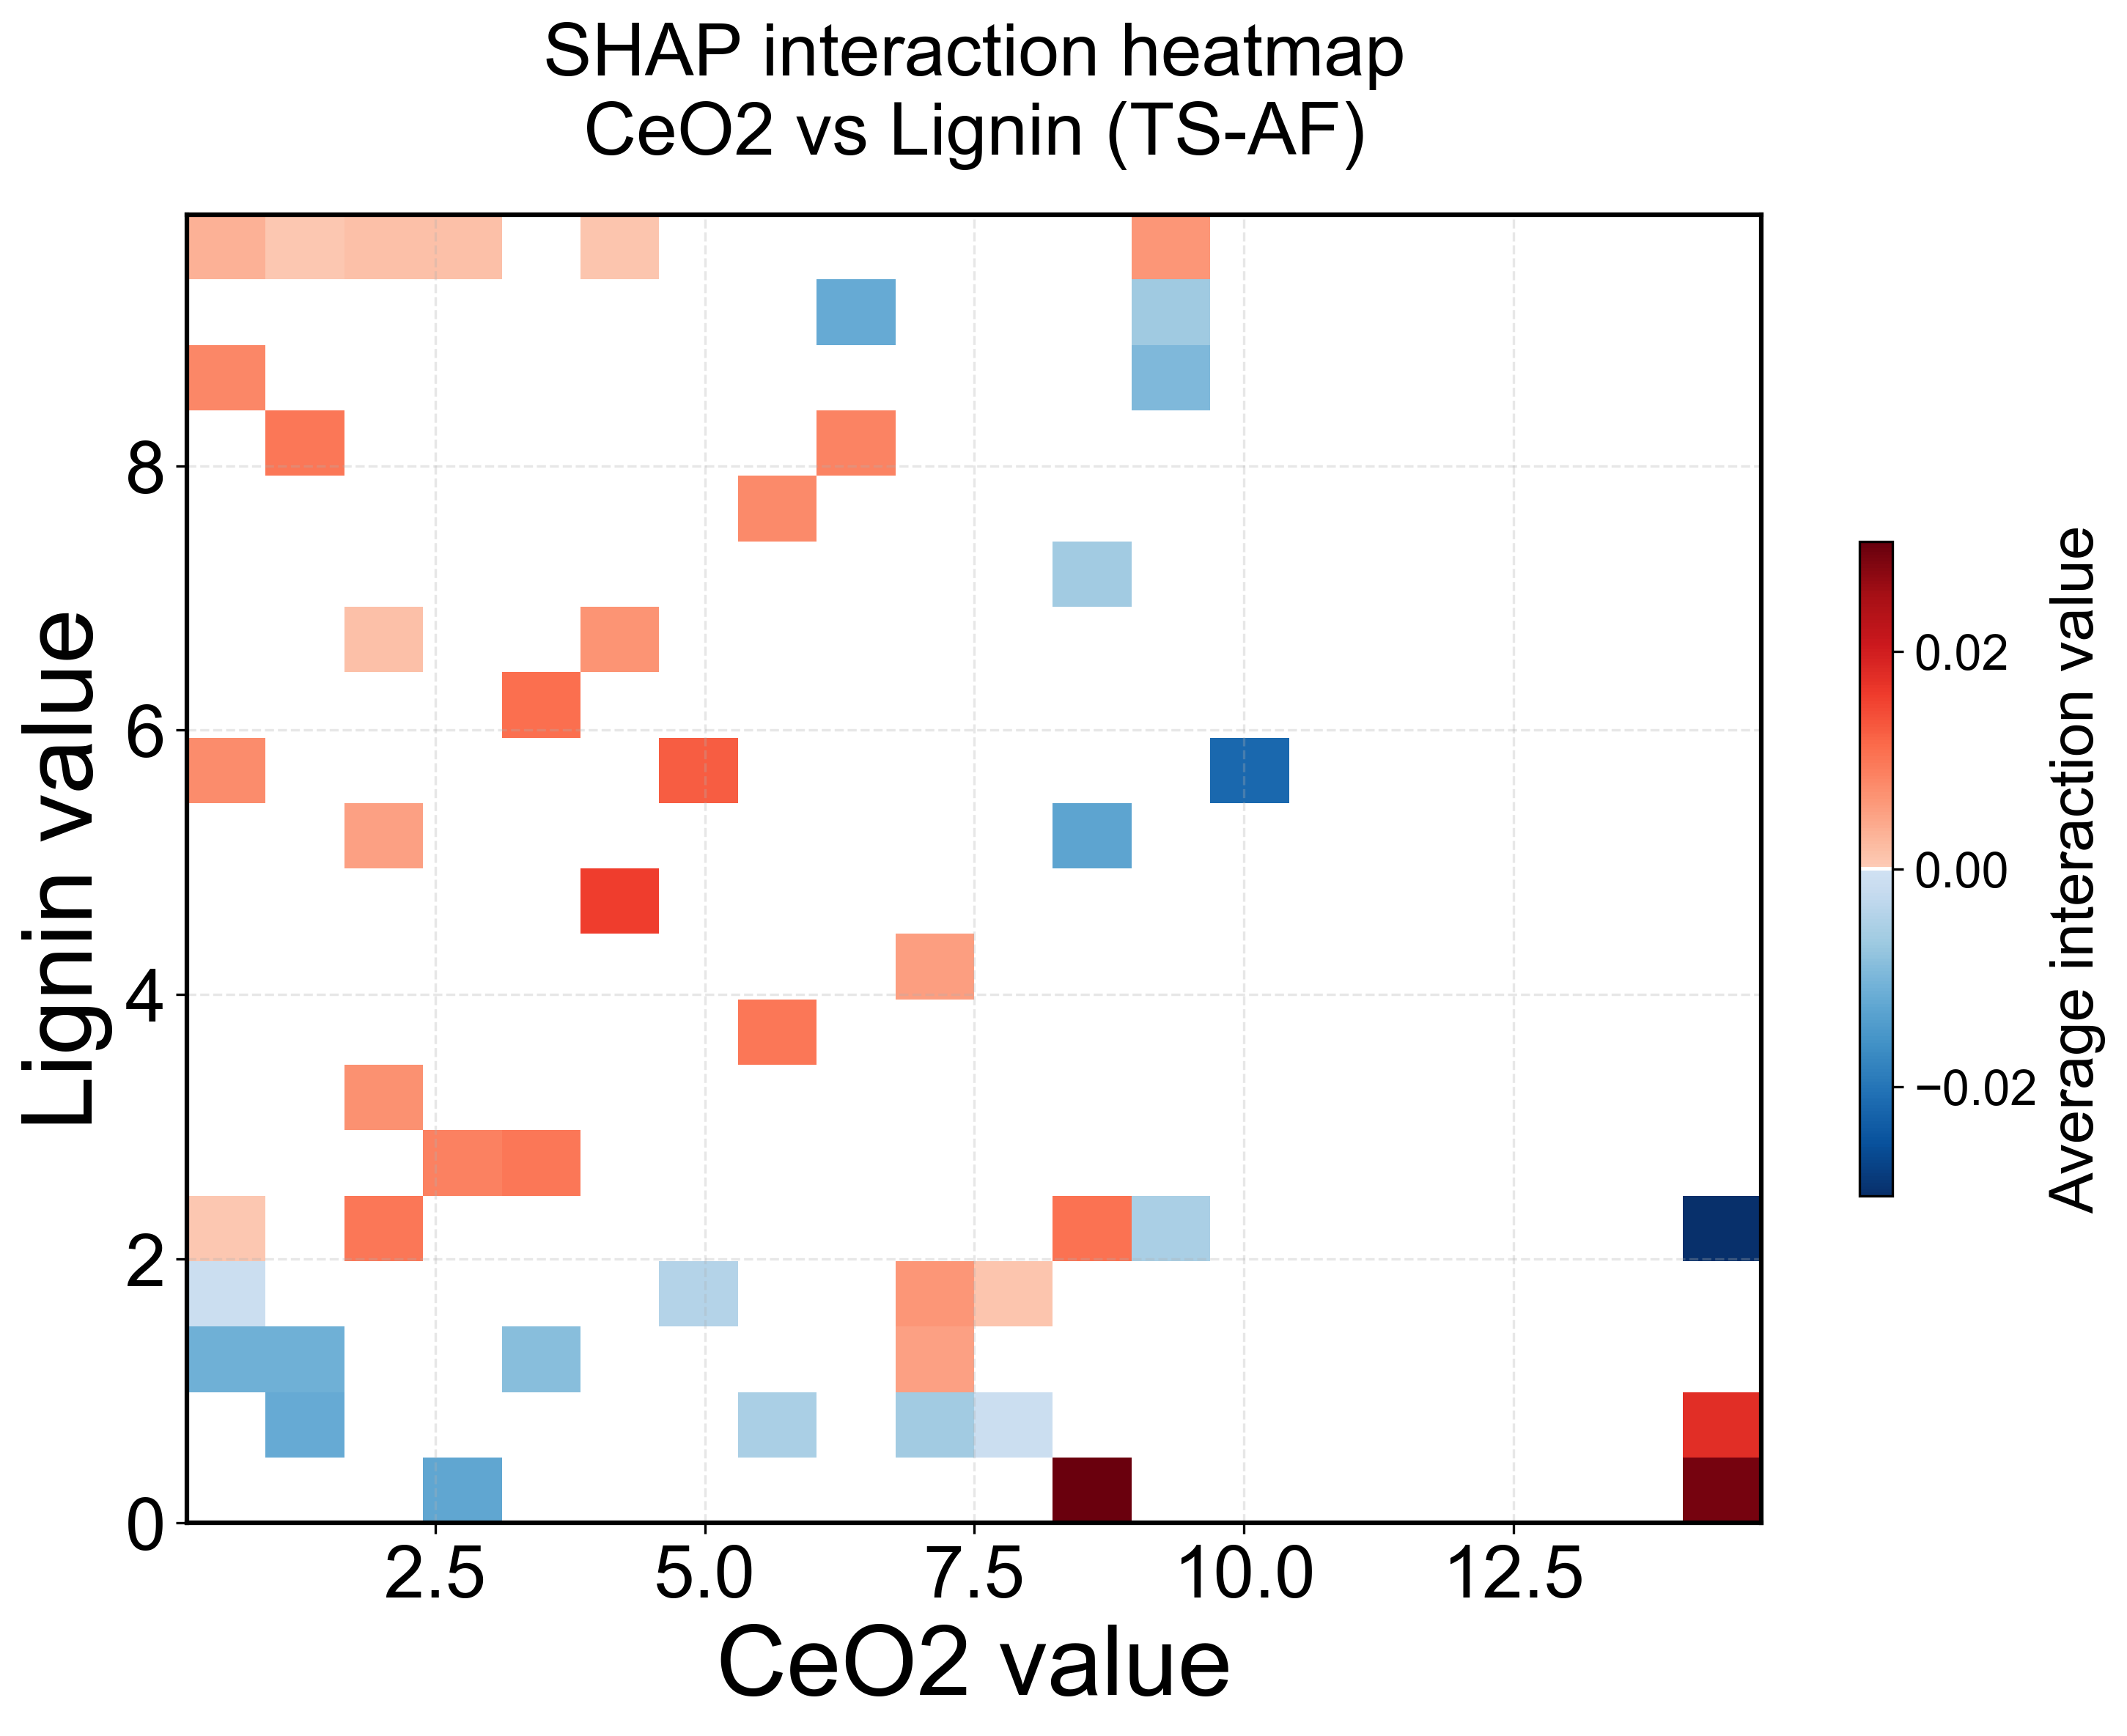 SHAP interaction heatmap
CeO2 vs Lignin (TS-AF)
Lignin value
8
6
4
2
0
2.5 5.0 7.5 10.0 12.5
CeO2 value
0.02
0.00
−0.02
Average interaction value